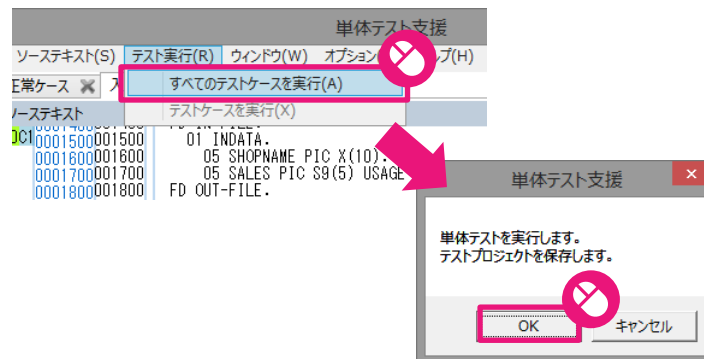 単体テスト支援
ソーステキスト(S) テスト実行(R) ウィンドウ(W) オプション プ(H)
正常ケース
すべてのテストケースを実行(A)
ソーステキスト
テストケースを実行(X)
0001500 001500 01 INDATA.
0001600 001600 05 SHOPNAME PIC X(10).
0001700 001700 05 SALES PIC S9(5) USAGE
0001800 001800 FD OUT-FILE.
単体テスト支援
単体テストを実行します。
テストプロジェクトを保存します。
OK キャンセル